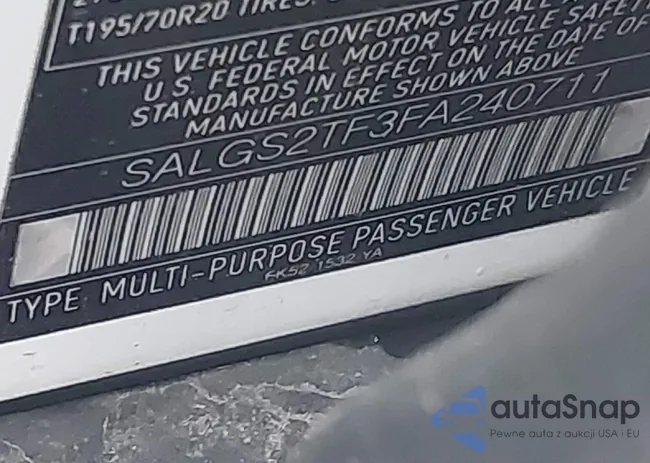 T195/70R20 TIRES.
THIS VEHICLE CONFORMS TO ALL
U.S. FEDERAL MOTOR VEHICLE SAFETY
STANDARDS IN EFFECT ON THE DATE OF
MANUFACTURE SHOWN ABOVE
SALGS2TF3FA240711
TYPE MULTI-PURPOSE PASSENGER VEHICLE
FK52 1532 YA
autaSnap
Pewne auta z aukcji USA · EU